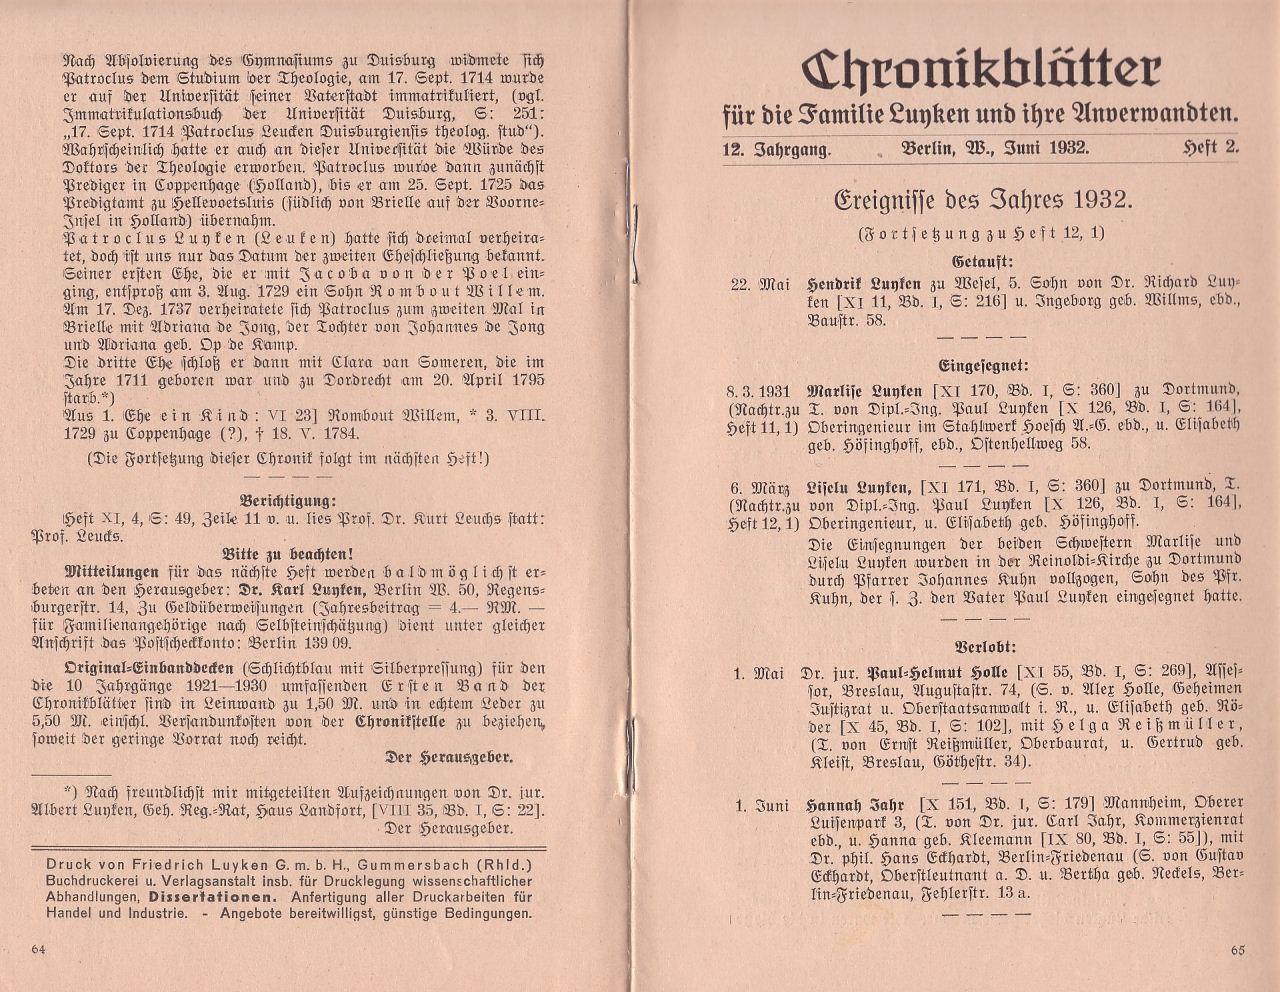 Nach Absolvierung des Gymnasiums zu Duisburg widmete sich
Patroclus dem Studium der Theologie, am 17. Sept. 1714 wurde
er auf der Universität seiner Vaterstadt immatrikuliert, (vgl.
Immatrikulationsbuch der Universität Duisburg, S: 251:
„17. Sept. 1714 Patroclus Leucken Duisburgiensis theolog. stud“).
Wahrscheinlich hatte er auch an dieser Universität die Würde des
Doktors der Theologie erworben. Patroclus wurde dann zunächst
Prediger in Coppenhage (Holland), bis er am 25. Sept. 1725 das
Predigtamt zu Hellevoetsluis (südlich von Brielle auf der Voorne-
Insel in Holland) übernahm.
Patroclus Luyken (Leuken) hatte sich dreimal verheira-
tet, doch ist uns nur das Datum der zweiten Eheschließung bekannt.
Seiner ersten Ehe, die er mit Jacoba von der Poel ein-
ging, entsproß am 3. Aug. 1729 ein Sohn Rombout Willem.
Am 17. Dez. 1737 verheiratete sich Patroclus zum zweiten Mal in
Brielle mit Adriana de Jong, der Tochter von Johannes de Jong
und Adriana geb. Op de Kamp.
Die dritte Ehe schloß er dann mit Clara van Someren, die im
Jahre 1711 geboren war und zu Dordrecht am 20. April 1795
starb.*)
Aus 1. Ehe ein Kind: VI 23] Rombout Willem, * 3. VIII.
1729 zu Coppenhage (?), † 18. V. 1784.
(Die Fortsetzung dieser Chronik folgt im nächsten Heft!)
Berichtigung:
Heft XI, 4, S: 49, Zeile 11 v. u. lies Prof. Dr. Kurt Leuchs statt:
Prof. Leucks.
Bitte zu beachten!
Mitteilungen für das nächste Heft werden baldmöglichst er-
beten an den Herausgeber: Dr. Karl Luyken, Berlin W. 50, Regens-
burgerstr. 14, Zu Geldüberweisungen (Jahresbeitrag = 4.— RM. —
für Familienangehörige nach Selbsteinschätzung) dient unter gleicher
Anschrift das Postscheckkonto: Berlin 139 09.
Original-Einbanddecken (Schlichtblau mit Silberpressung) für den
die 10 Jahrgänge 1921—1930 umfassenden Ersten Band der
Chronikblätter sind in Leinwand zu 1,50 M. und in echtem Leder zu
5,50 M. einschl. Versandunkosten von der Chronikstelle zu beziehen,
soweit der geringe Vorrat noch reicht.
Der Herausgeber.
*) Nach freundlichst mir mitgeteilten Aufzeichnungen von Dr. jur.
Albert Luyken, Geh. Reg.-Rat, Haus Landfort, [VIII 35, Bd. I, S: 22].
Der Herausgeber.
Druck von Friedrich Luyken G. m. b. H., Gummersbach (Rhld.)
Buchdruckerei u. Verlagsanstalt insb. für Drucklegung wissenschaftlicher
Abhandlungen, Dissertationen. Anfertigung aller Druckarbeiten für
Handel und Industrie. - Angebote bereitwilligst, günstige Bedingungen.
64
Chronikblätter
für die Familie Luyken und ihre Anverwandten.
12. Jahrgang. Berlin, W., Juni 1932. Heft 2.
Ereignisse des Jahres 1932.
(Fortsetzung zu Heft 12, 1)
Getauft:
22. Mai Hendrik Luyken zu Wesel, 5. Sohn von Dr. Richard Luy-
ken [XI 11, Bd. I, S: 216] u. Ingeborg geb. Willms, ebd.,
Baustr. 58.
Eingesegnet:
8. 3. 1931 Marlise Luyken [XI 170, Bd. I, S: 360] zu Dortmund,
(Nachtr.zu T. von Dipl.-Ing. Paul Luyken [X 126, Bd. I, S: 164],
Heft 11, 1) Oberingenieur im Stahlwerk Hoesch A.-G. ebd., u. Elisabeth
geb. Hösinghoff, ebd., Ostenhellweg 58.
6. März Liselu Luyken, [XI 171, Bd. I, S: 360] zu Dortmund, T.
(Nachtr.zu von Dipl.-Ing. Paul Luyken [X 126, Bd. I, S: 164],
Heft 12, 1) Oberingenieur, u. Elisabeth geb. Hösinghoff.
Die Einsegnungen der beiden Schwestern Marlise und
Liselu Luyken wurden in der Reinoldi-Kirche zu Dortmund
durch Pfarrer Johannes Kuhn vollzogen, Sohn des Pfr.
Kuhn, der s. Z. den Vater Paul Luyken eingesegnet hatte.
Verlobt:
1. Mai Dr. jur. Paul-Helmut Holle [XI 55, Bd. I, S: 269], Asses-
sor, Breslau, Augustastr. 74, (S. v. Alex Holle, Geheimen
Justizrat u. Oberstaatsanwalt i. R., u. Elisabeth geb. Rö-
der [X 45, Bd. I, S: 102], mit Helga Reißmüller,
(T. von Ernst Reißmüller, Oberbaurat, u. Gertrud geb.
Kleist, Breslau, Göthestr. 34).
1. Juni Hannah Jahr [X 151, Bd. I, S: 179] Mannheim, Oberer
Luisenpark 3, (T. von Dr. jur. Carl Jahr, Kommerzienrat
ebd., u. Hanna geb. Kleemann [IX 80, Bd. I, S: 55]), mit
Dr. phil. Hans Eckhardt, Berlin-Friedenau (S. von Gustav
Eckhardt, Oberstleutnant a. D. u. Bertha geb. Neckels, Ber-
lin-Friedenau, Fehlerstr. 13 a.
65